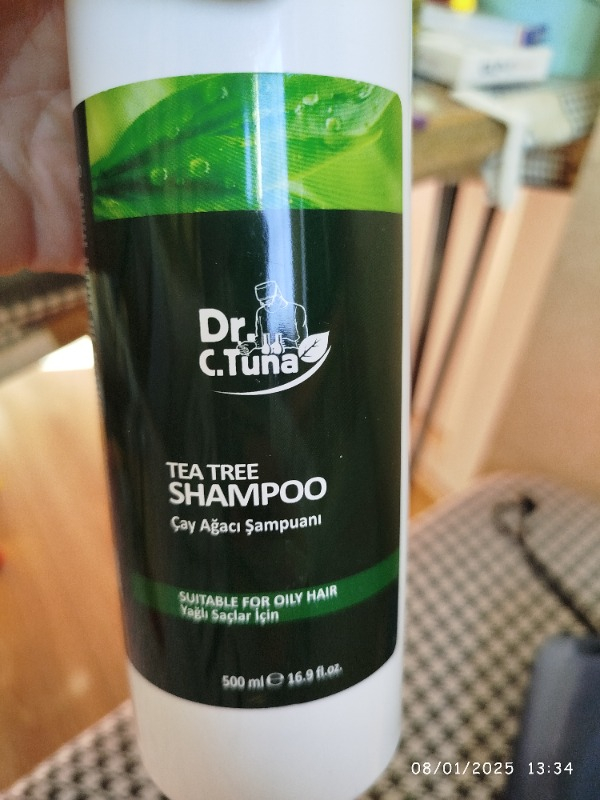 Dr.
C.Tuna
TEA TREE
SHAMPOO
Çay Ağacı Şampuanı
SUITABLE FOR OILY HAIR
Yağlı Saçlar İçin
500 ml ℮ 16.9 fl.oz.
08/01/2025 13:34